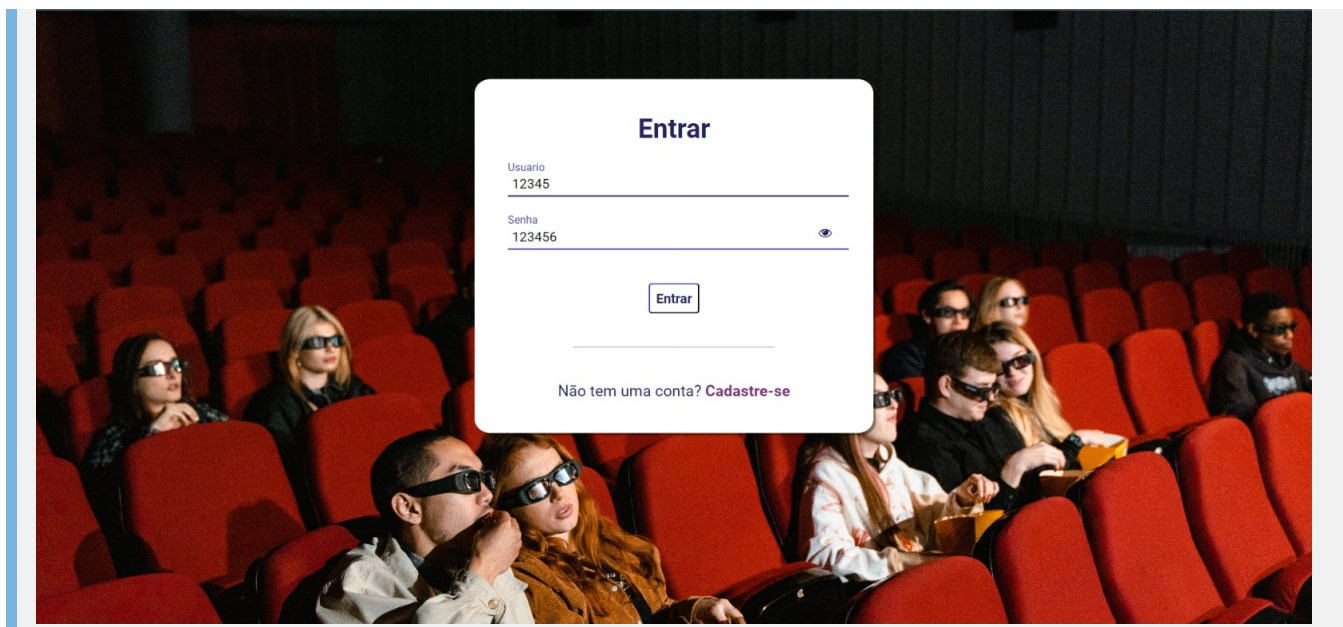 Entrar
Usuario
12345
Senha
123456
Entrar
Não tem uma conta? Cadastre-se